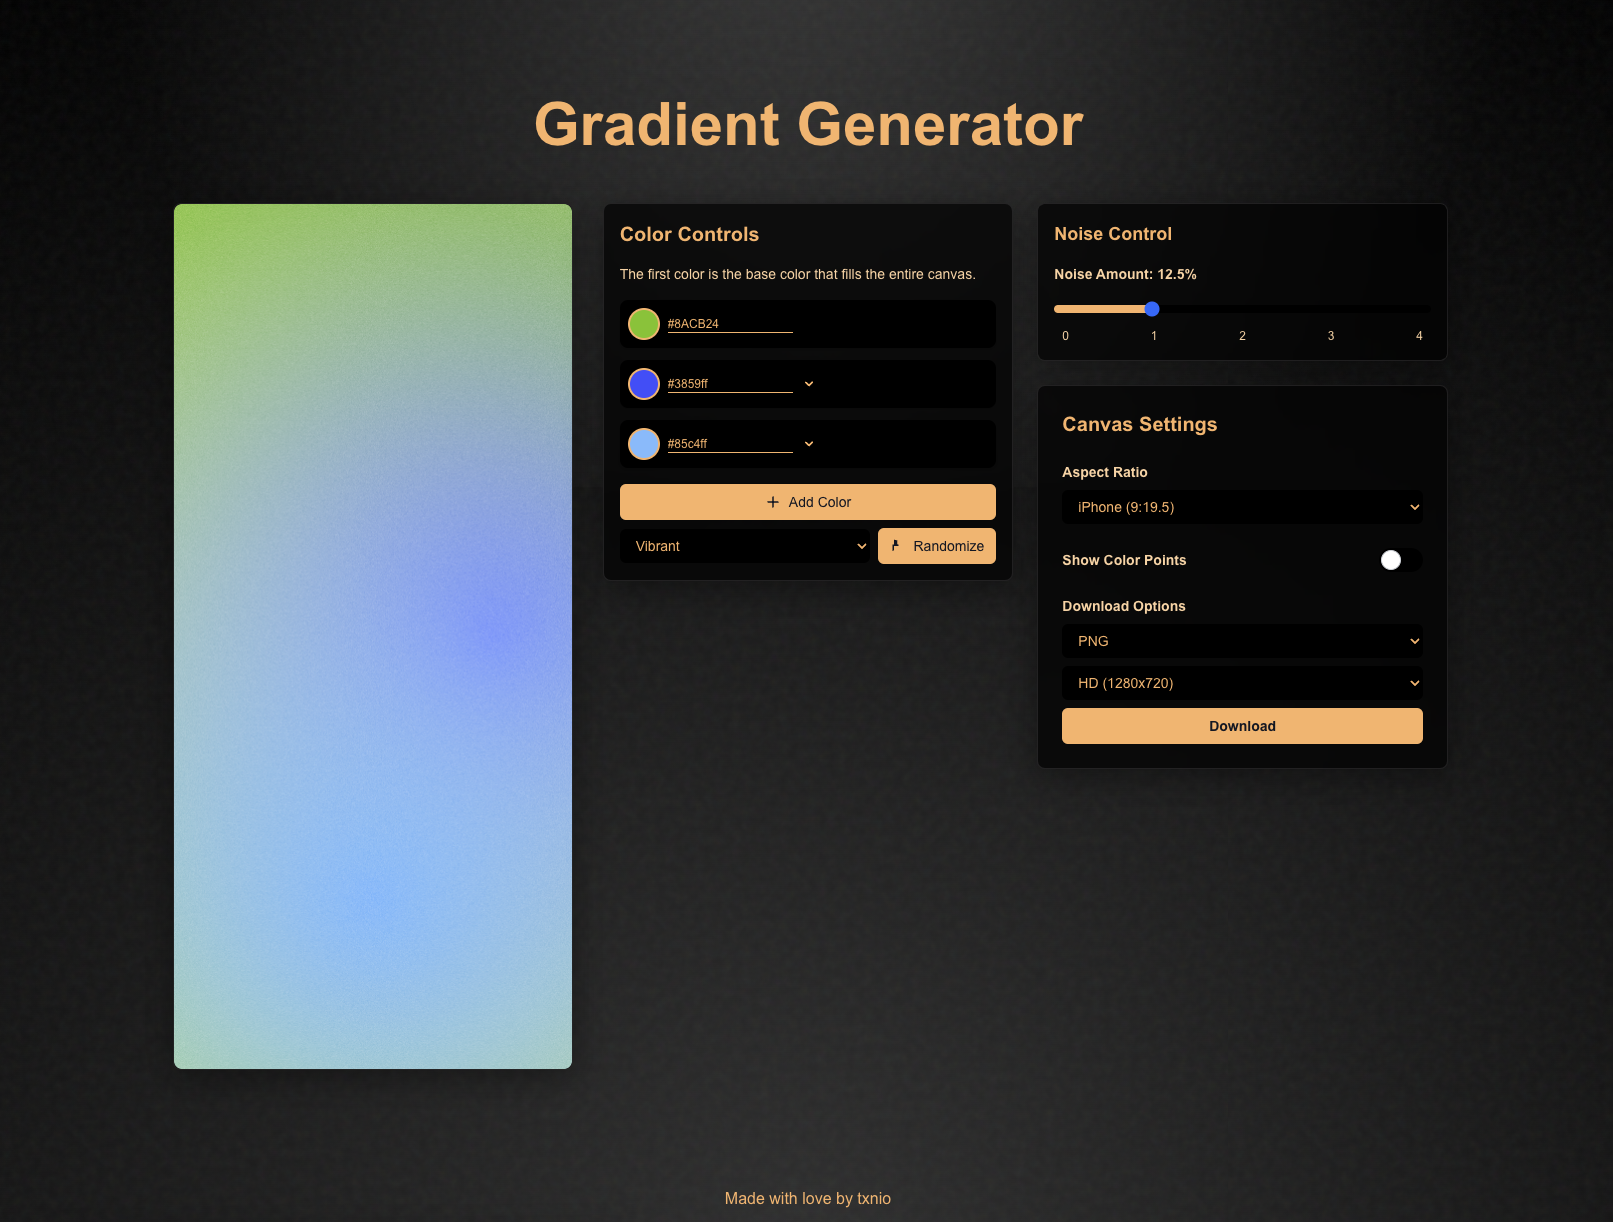 Gradient Generator
Color Controls
The first color is the base color that fills the entire canvas.
#8ACB24
#3859ff
#85c4ff
+ Add Color
Vibrant
Randomize
Noise Control
Noise Amount: 12.5%
0 1 2 3 4
Canvas Settings
Aspect Ratio
iPhone (9:19.5)
Show Color Points
Download Options
PNG
HD (1280x720)
Download
Made with love by txnio